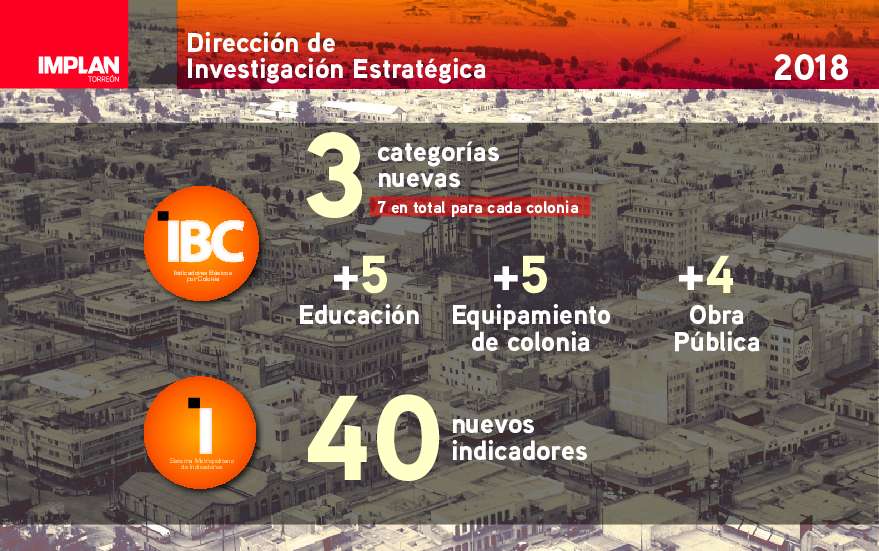 IMPLAN
TORREÓN
Dirección de
Investigación Estratégica
2018
3
categorías
nuevas
7 en total para cada colonia
IBC
Indicadores Básicos
por Colonia
+5
Educación
+5
Equipamiento
de colonia
+4
Obra
Pública
I
Sistema Metropolitano
de Indicadores
40
nuevos
indicadores